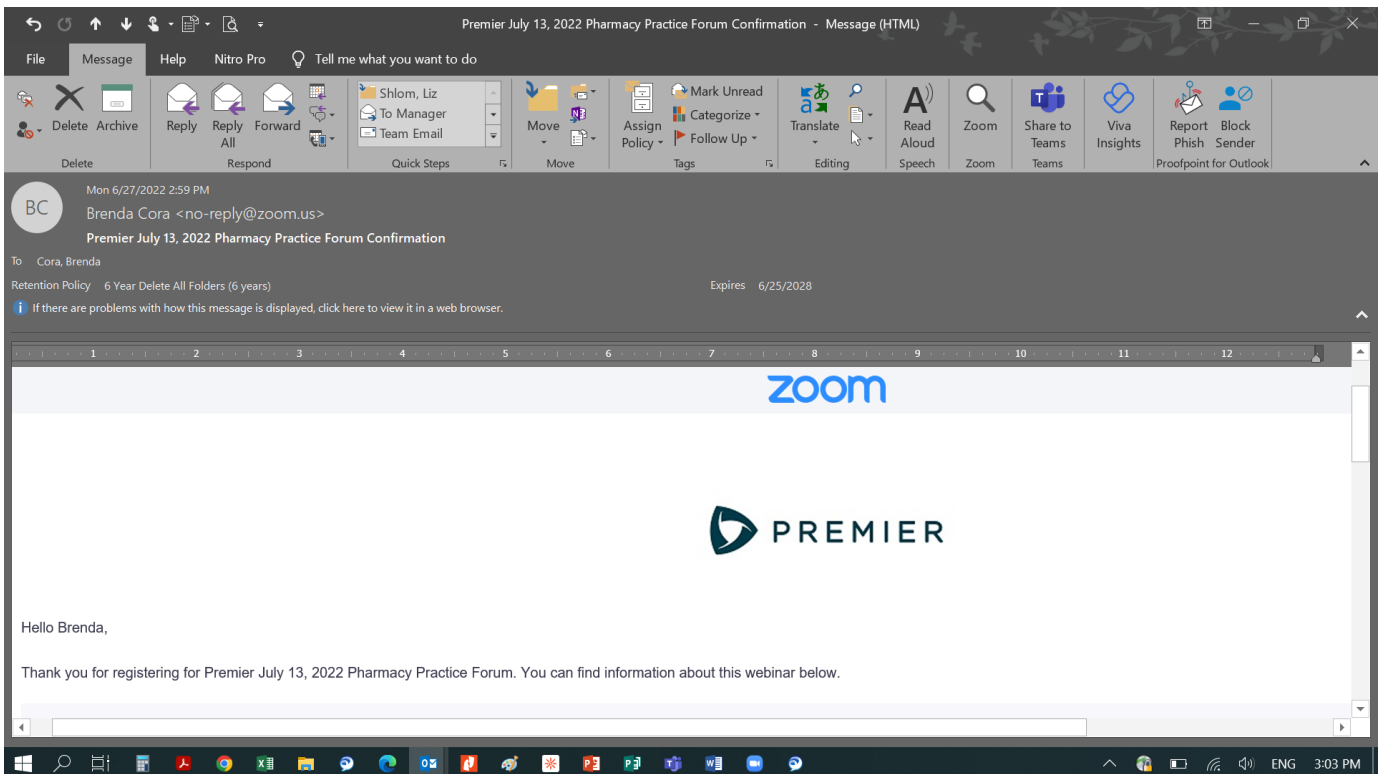 Premier July 13, 2022 Pharmacy Practice Forum Confirmation - Message (HTML)
File Message Help Nitro Pro Tell me what you want to do
Delete Archive
Reply Reply All Forward
Shlom, Liz
To Manager
Team Email
Move
Assign Policy
Mark Unread
Categorize
Follow Up
Translate
Read Aloud
Zoom
Share to Teams
Viva Insights
Report Phish
Block Sender
Delete Respond Quick Steps Move Tags Editing Speech Zoom Teams Proofpoint for Outlook
BC
Mon 6/27/2022 2:59 PM
Brenda Cora <no-reply@zoom.us>
Premier July 13, 2022 Pharmacy Practice Forum Confirmation
To Cora, Brenda
Retention Policy 6 Year Delete All Folders (6 years) Expires 6/25/2028
If there are problems with how this message is displayed, click here to view it in a web browser.
1 2 3 4 5 6 7 8 9 10 11 12
zoom
PREMIER
Hello Brenda,
Thank you for registering for Premier July 13, 2022 Pharmacy Practice Forum. You can find information about this webinar below.
ENG 3:03 PM